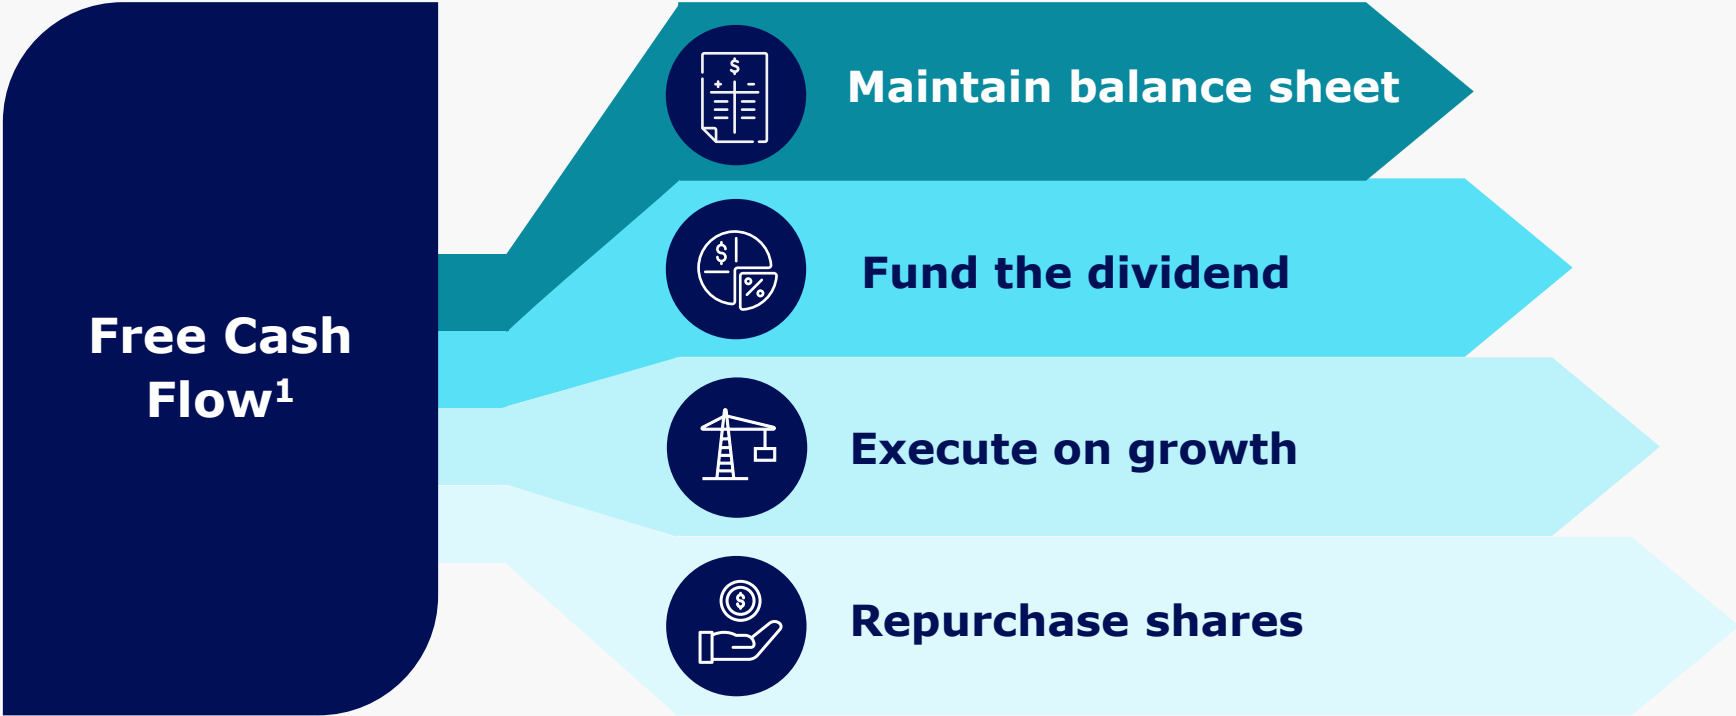 Free Cash
Flow¹
$
+ -
Maintain balance sheet
$
%
Fund the dividend
Execute on growth
$
Repurchase shares